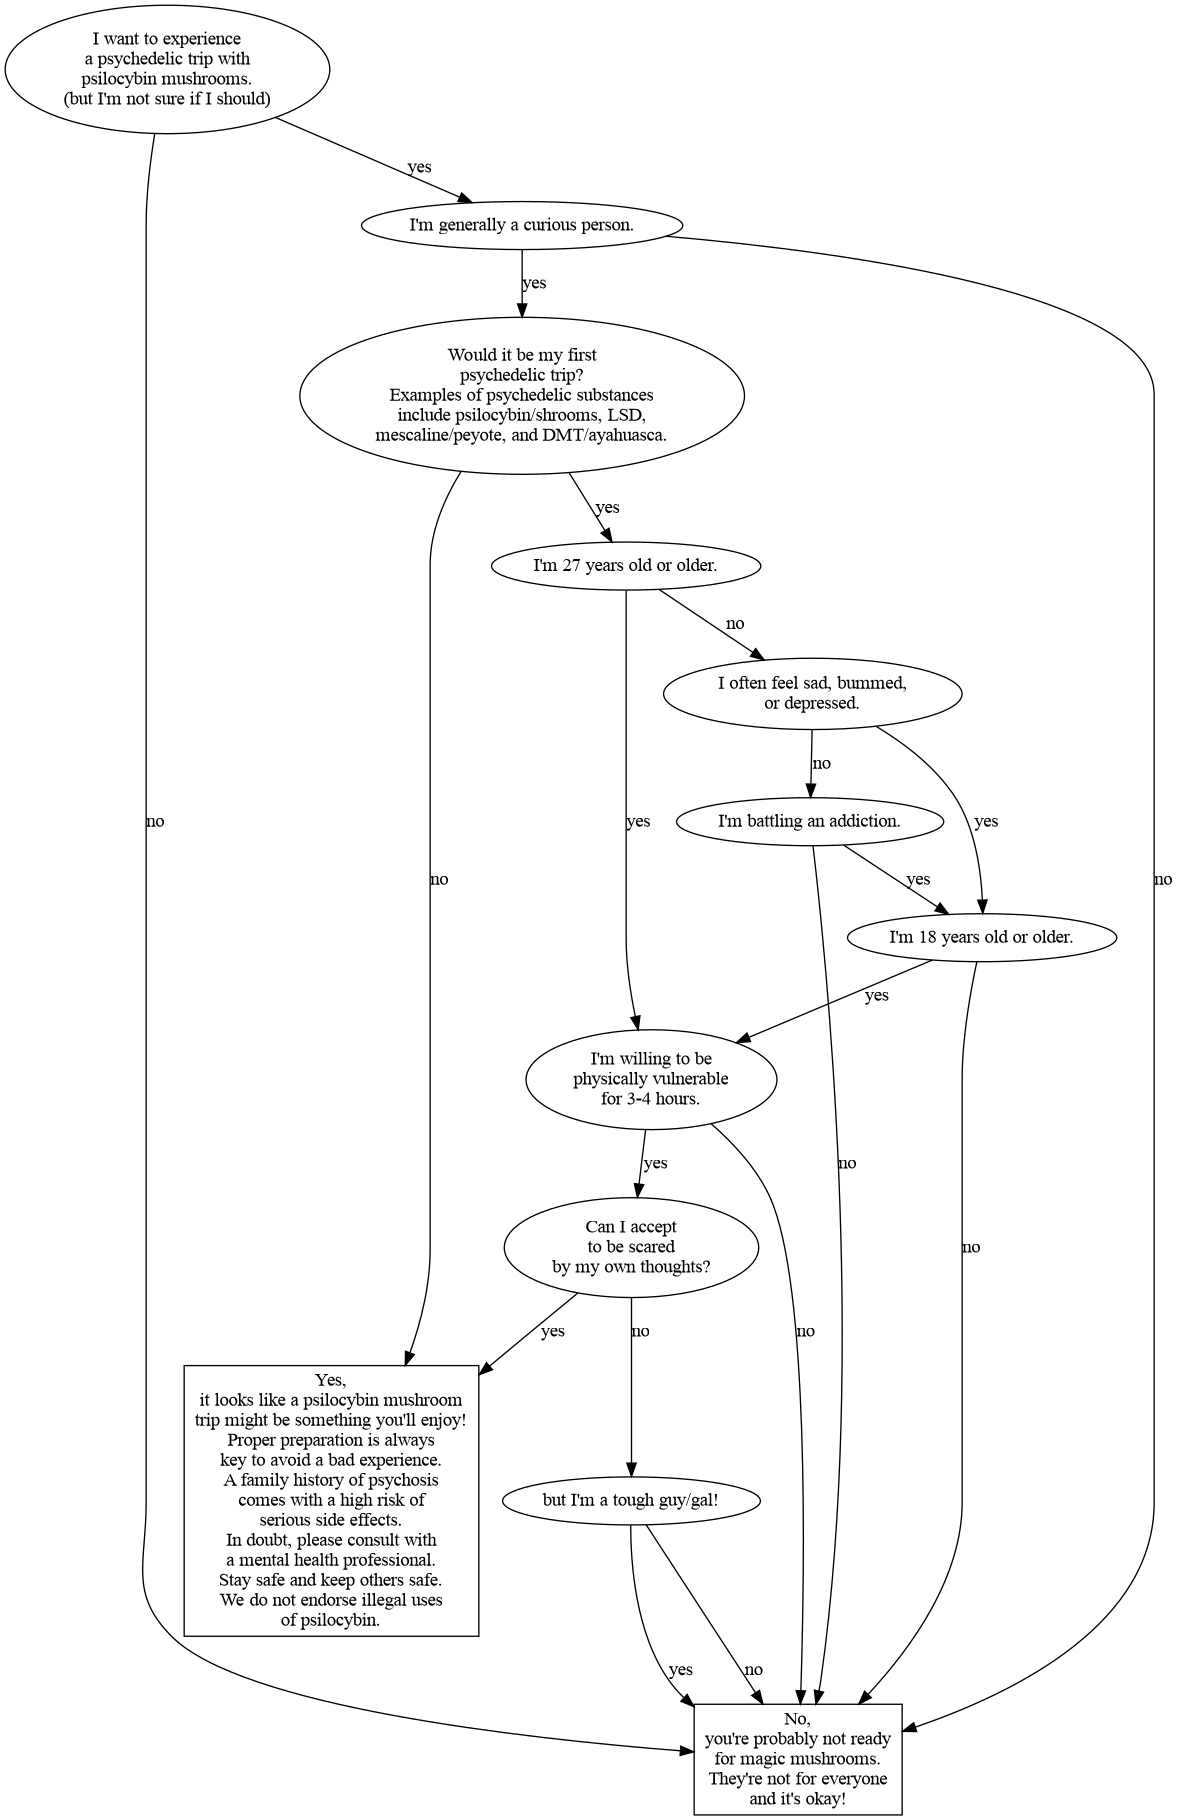 I want to experience
a psychedelic trip with
psilocybin mushrooms.
(but I'm not sure if I should)
yes
I'm generally a curious person.
yes
Would it be my first
psychedelic trip?
Examples of psychedelic substances
include psilocybin/shrooms, LSD,
mescaline/peyote, and DMT/ayahuasca.
yes
I'm 27 years old or older.
no
I often feel sad, bummed,
or depressed.
no
I'm battling an addiction.
no
yes
yes
no
yes
no
I'm 18 years old or older.
yes
I'm willing to be
physically vulnerable
for 3-4 hours.
yes
no
Can I accept
to be scared
by my own thoughts?
no
yes
no
no
Yes,
it looks like a psilocybin mushroom
trip might be something you'll enjoy!
Proper preparation is always
key to avoid a bad experience.
A family history of psychosis
comes with a high risk of
serious side effects.
In doubt, please consult with
a mental health professional.
Stay safe and keep others safe.
We do not endorse illegal uses
of psilocybin.
but I'm a tough guy/gal!
yes
no
No,
you're probably not ready
for magic mushrooms.
They're not for everyone
and it's okay!